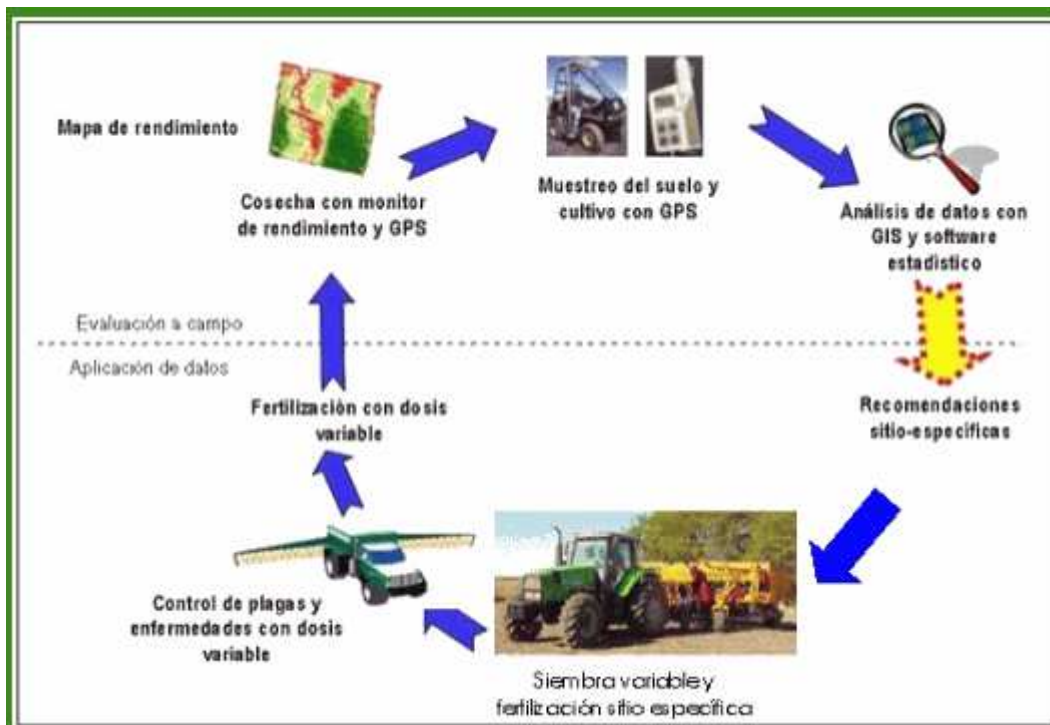 Mapa de rendimiento
Cosecha con monitor
de rendimiento y GPS
Muestreo del suelo y
cultivo con GPS
Análisis de datos con
GIS y software
estadístico
Evaluación a campo
Aplicación de datos
Fertilización con dosis
variable
Recomendaciones
sitio-específicas
Control de plagas y
enfermedades con dosis
variable
Siembra variable y
fertilización sitio específica